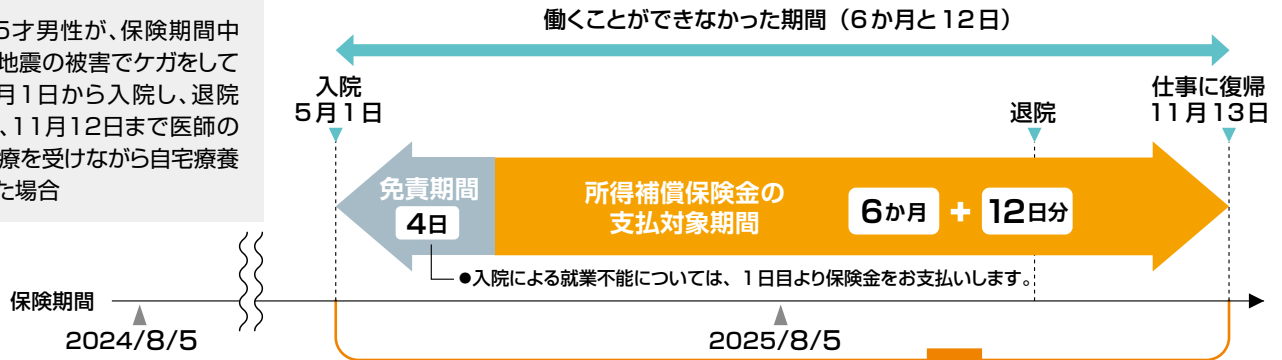 5才男性が、保険期間中
地震の被害でケガをして
月1日から入院し、退院
、11月12日まで医師の
療を受けながら自宅療養
た場合
働くことができなかった期間（6か月と12日）
入院
5月1日
退院
仕事に復帰
11月13日
免責期間
4日
所得補償保険金の
支払対象期間
6か月 + 12日分
●入院による就業不能については、1日目より保険金をお支払いします。
保険期間
2024/8/5
2025/8/5